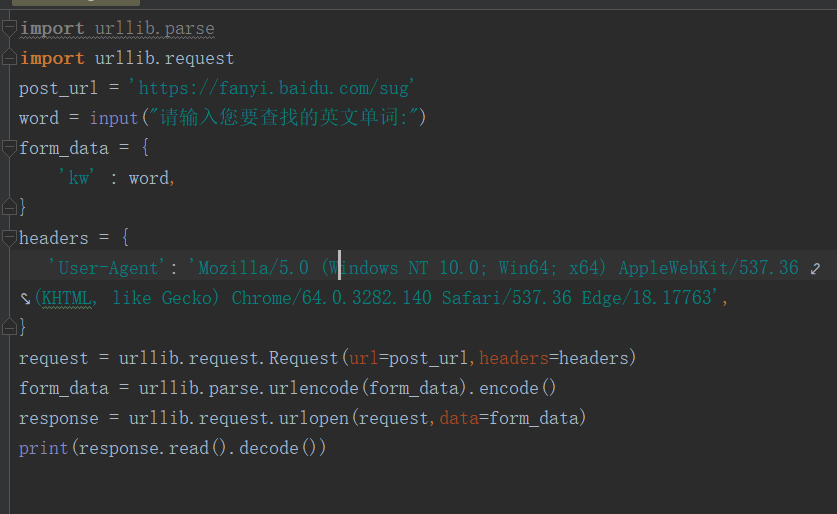 import urllib.parse
import urllib.request
post_url = 'https://fanyi.baidu.com/sug'
word = input("请输入您要查找的英文单词:")
form_data = {
    'kw' : word,
}
headers = {
   'User-Agent': 'Mozilla/5.0 (Windows NT 10.0; Win64; x64) AppleWebKit/537.36
(KHTML, like Gecko) Chrome/64.0.3282.140 Safari/537.36 Edge/18.17763',
}
request = urllib.request.Request(url=post_url,headers=headers)
form_data = urllib.parse.urlencode(form_data).encode()
response = urllib.request.urlopen(request,data=form_data)
print(response.read().decode())